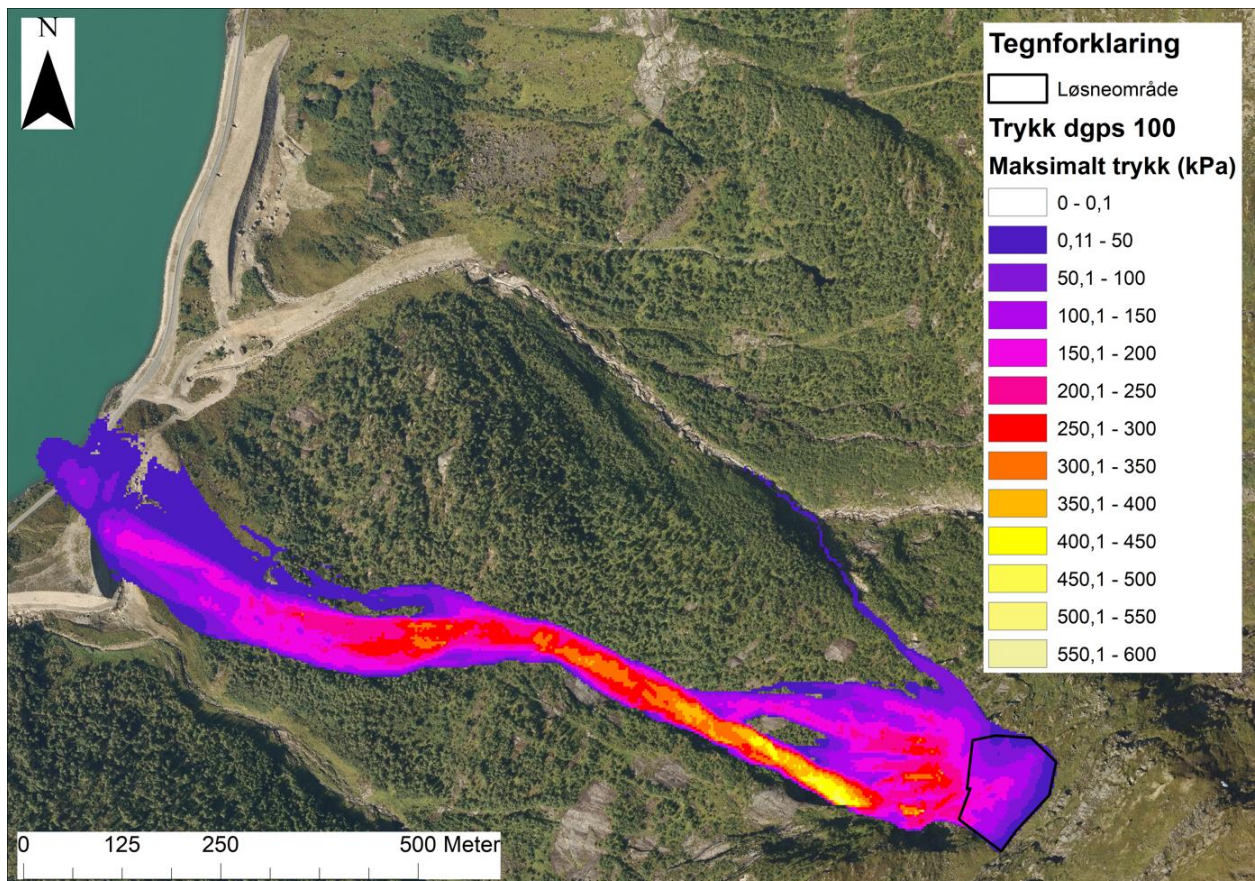 N
Tegnforklaring
Løsneområde
Trykk dgps 100
Maksimalt trykk (kPa)
0 - 0,1
0,11 - 50
50,1 - 100
100,1 - 150
150,1 - 200
200,1 - 250
250,1 - 300
300,1 - 350
350,1 - 400
400,1 - 450
450,1 - 500
500,1 - 550
550,1 - 600
0 125 250 500 Meter